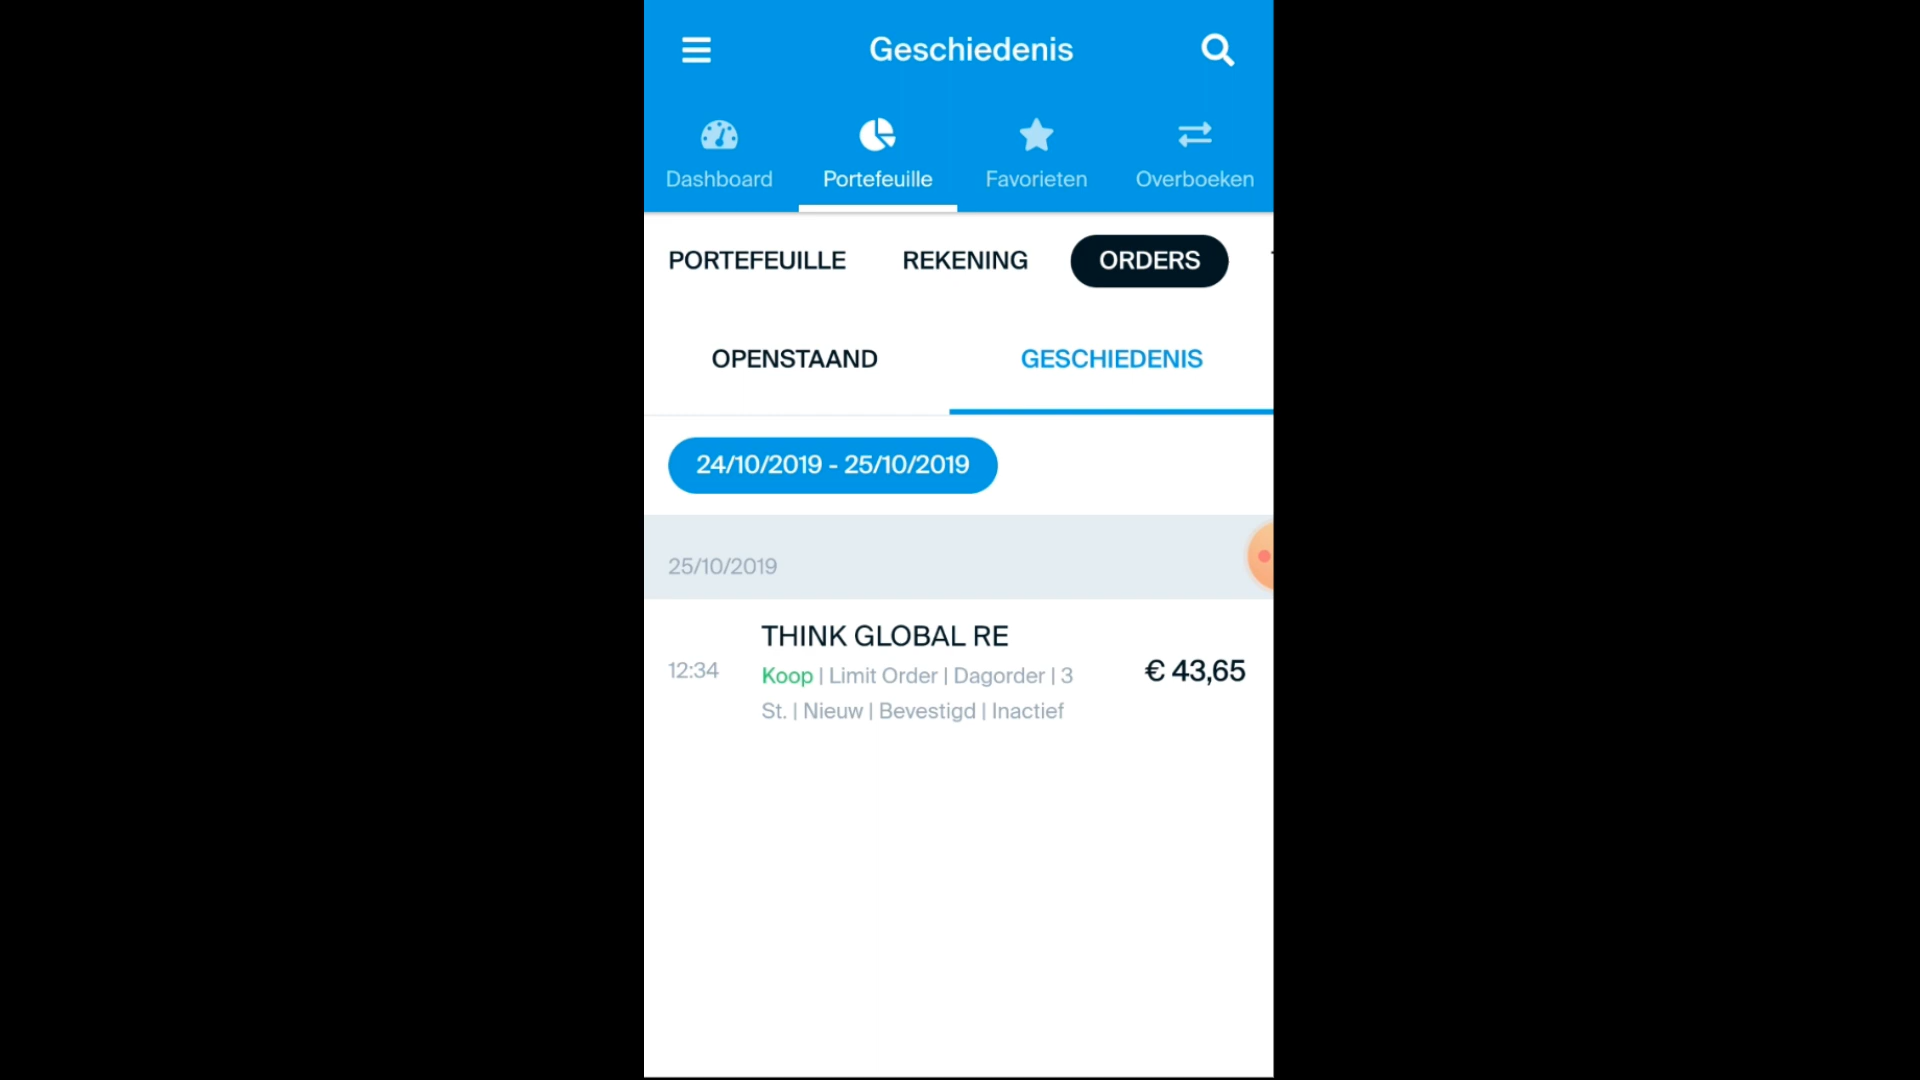 Geschiedenis
Dashboard
Portefeuille
Favorieten
Overboeken
PORTEFEUILLE
REKENING
ORDERS
OPENSTAAND
GESCHIEDENIS
24/10/2019 - 25/10/2019
25/10/2019
THINK GLOBAL RE
12:34
Koop | Limit Order | Dagorder | 3
€ 43,65
St. | Nieuw | Bevestigd | Inactief